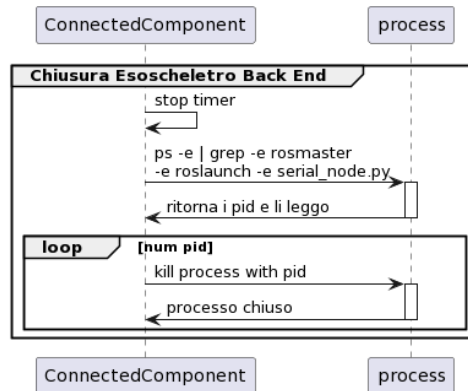 ConnectedComponent
process
Chiusura Esoscheletro Back End
stop timer
ps -e | grep -e rosmaster
-e roslaunch -e serial_node.py
ritorna i pid e li leggo
loop
[num pid]
kill process with pid
processo chiuso
ConnectedComponent
process